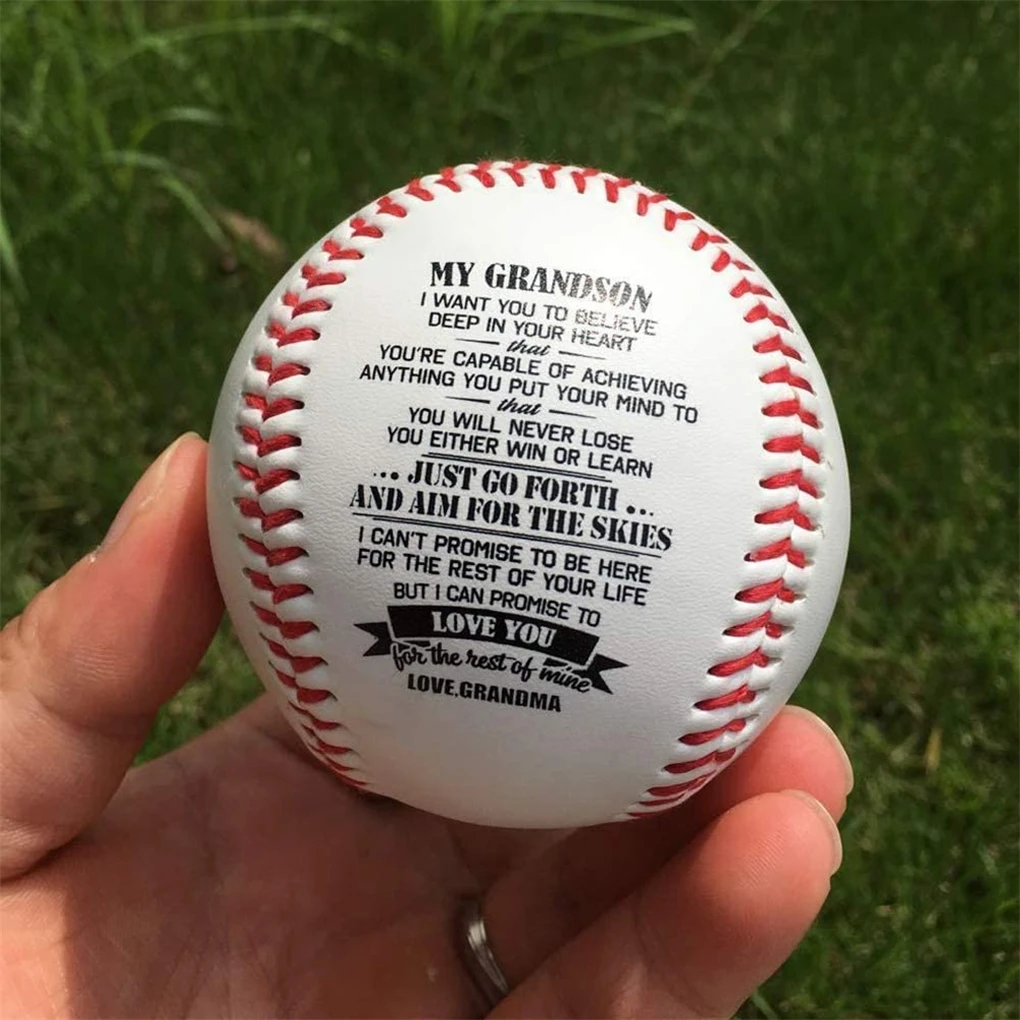 MY GRANDSON
I WANT YOU TO BELIEVE
DEEP IN YOUR HEART
that
YOU'RE CAPABLE OF ACHIEVING
ANYTHING YOU PUT YOUR MIND TO
that
YOU WILL NEVER LOSE
YOU EITHER WIN OR LEARN
... JUST GO FORTH ...
AND AIM FOR THE SKIES
I CAN'T PROMISE TO BE HERE
FOR THE REST OF YOUR LIFE
BUT I CAN PROMISE TO
LOVE YOU
for the rest of mine
LOVE,GRANDMA